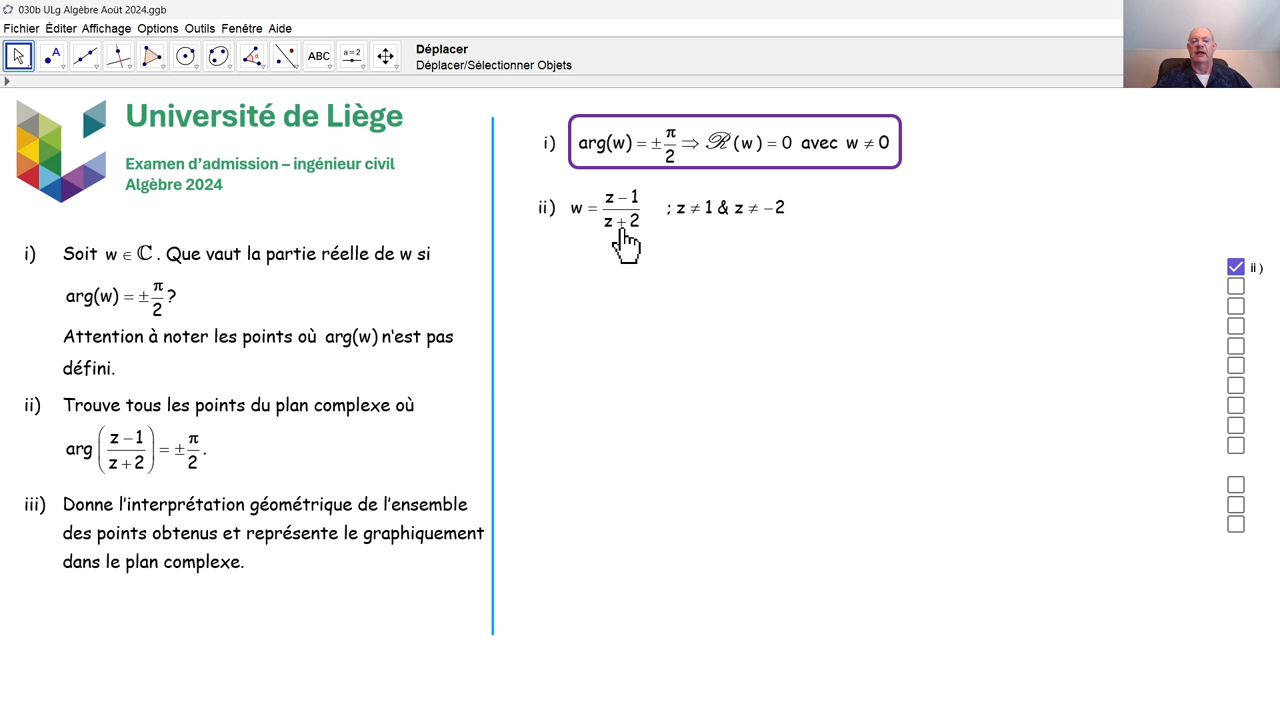 030b ULg Algèbre Août 2024.ggb
Fichier Éditer Affichage Options Outils Fenêtre Aide
A ABC a=2 Déplacer
Déplacer/Sélectionner Objets
Université de Liège
Examen d'admission – ingénieur civil
Algèbre 2024
i) Soit w ∈ ℂ. Que vaut la partie réelle de w si
arg(w) = ± π/2 ?
Attention à noter les points où arg(w) n'est pas
défini.
ii) Trouve tous les points du plan complexe où
arg((z − 1)/(z + 2)) = ± π/2.
iii) Donne l'interprétation géométrique de l'ensemble
des points obtenus et représente le graphiquement
dans le plan complexe.
i) arg(w) = ± π/2 ⇒ ℛ(w) = 0 avec w ≠ 0
ii) w = (z − 1)/(z + 2) ; z ≠ 1 & z ≠ −2
ii)